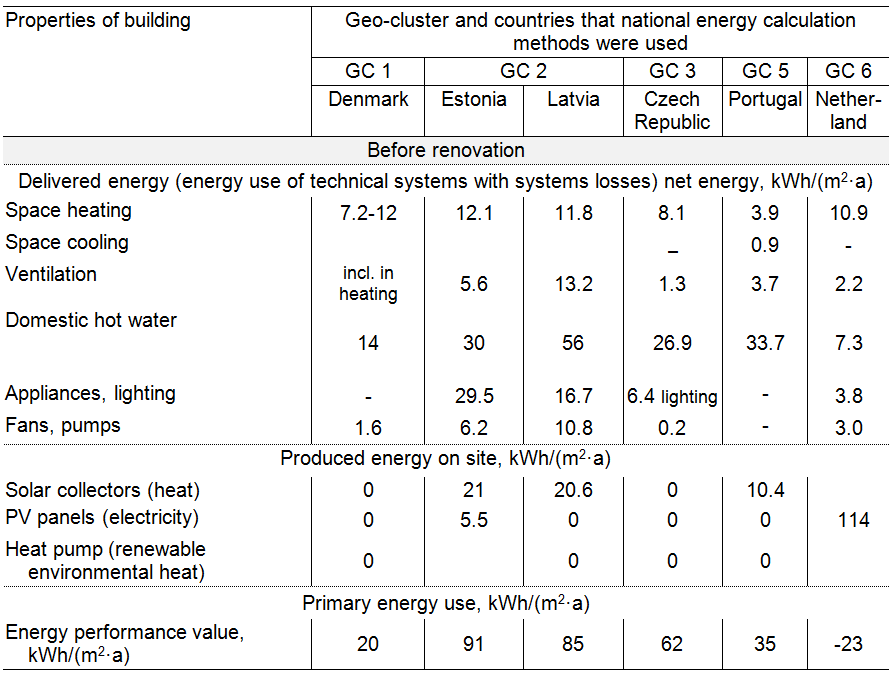 Properties of building Geo-cluster and countries that national energy calculation
methods were used
GC 1 GC 2 GC 3 GC 5 GC 6
Denmark Estonia Latvia Czech Portugal Nether-
Republic land
Before renovation
Delivered energy (energy use of technical systems with systems losses) net energy, kWh/(m²·a)
Space heating 7.2-12 12.1 11.8 8.1 3.9 10.9
Space cooling – 0.9 -
Ventilation incl. in 5.6 13.2 1.3 3.7 2.2
heating
Domestic hot water
14 30 56 26.9 33.7 7.3
Appliances, lighting - 29.5 16.7 6.4 lighting - 3.8
Fans, pumps 1.6 6.2 10.8 0.2 - 3.0
Produced energy on site, kWh/(m²·a)
Solar collectors (heat) 0 21 20.6 0 10.4
PV panels (electricity) 0 5.5 0 0 0 114
Heat pump (renewable
environmental heat) 0 0 0 0
Primary energy use, kWh/(m²·a)
Energy performance value, 20 91 85 62 35 -23
kWh/(m²·a)